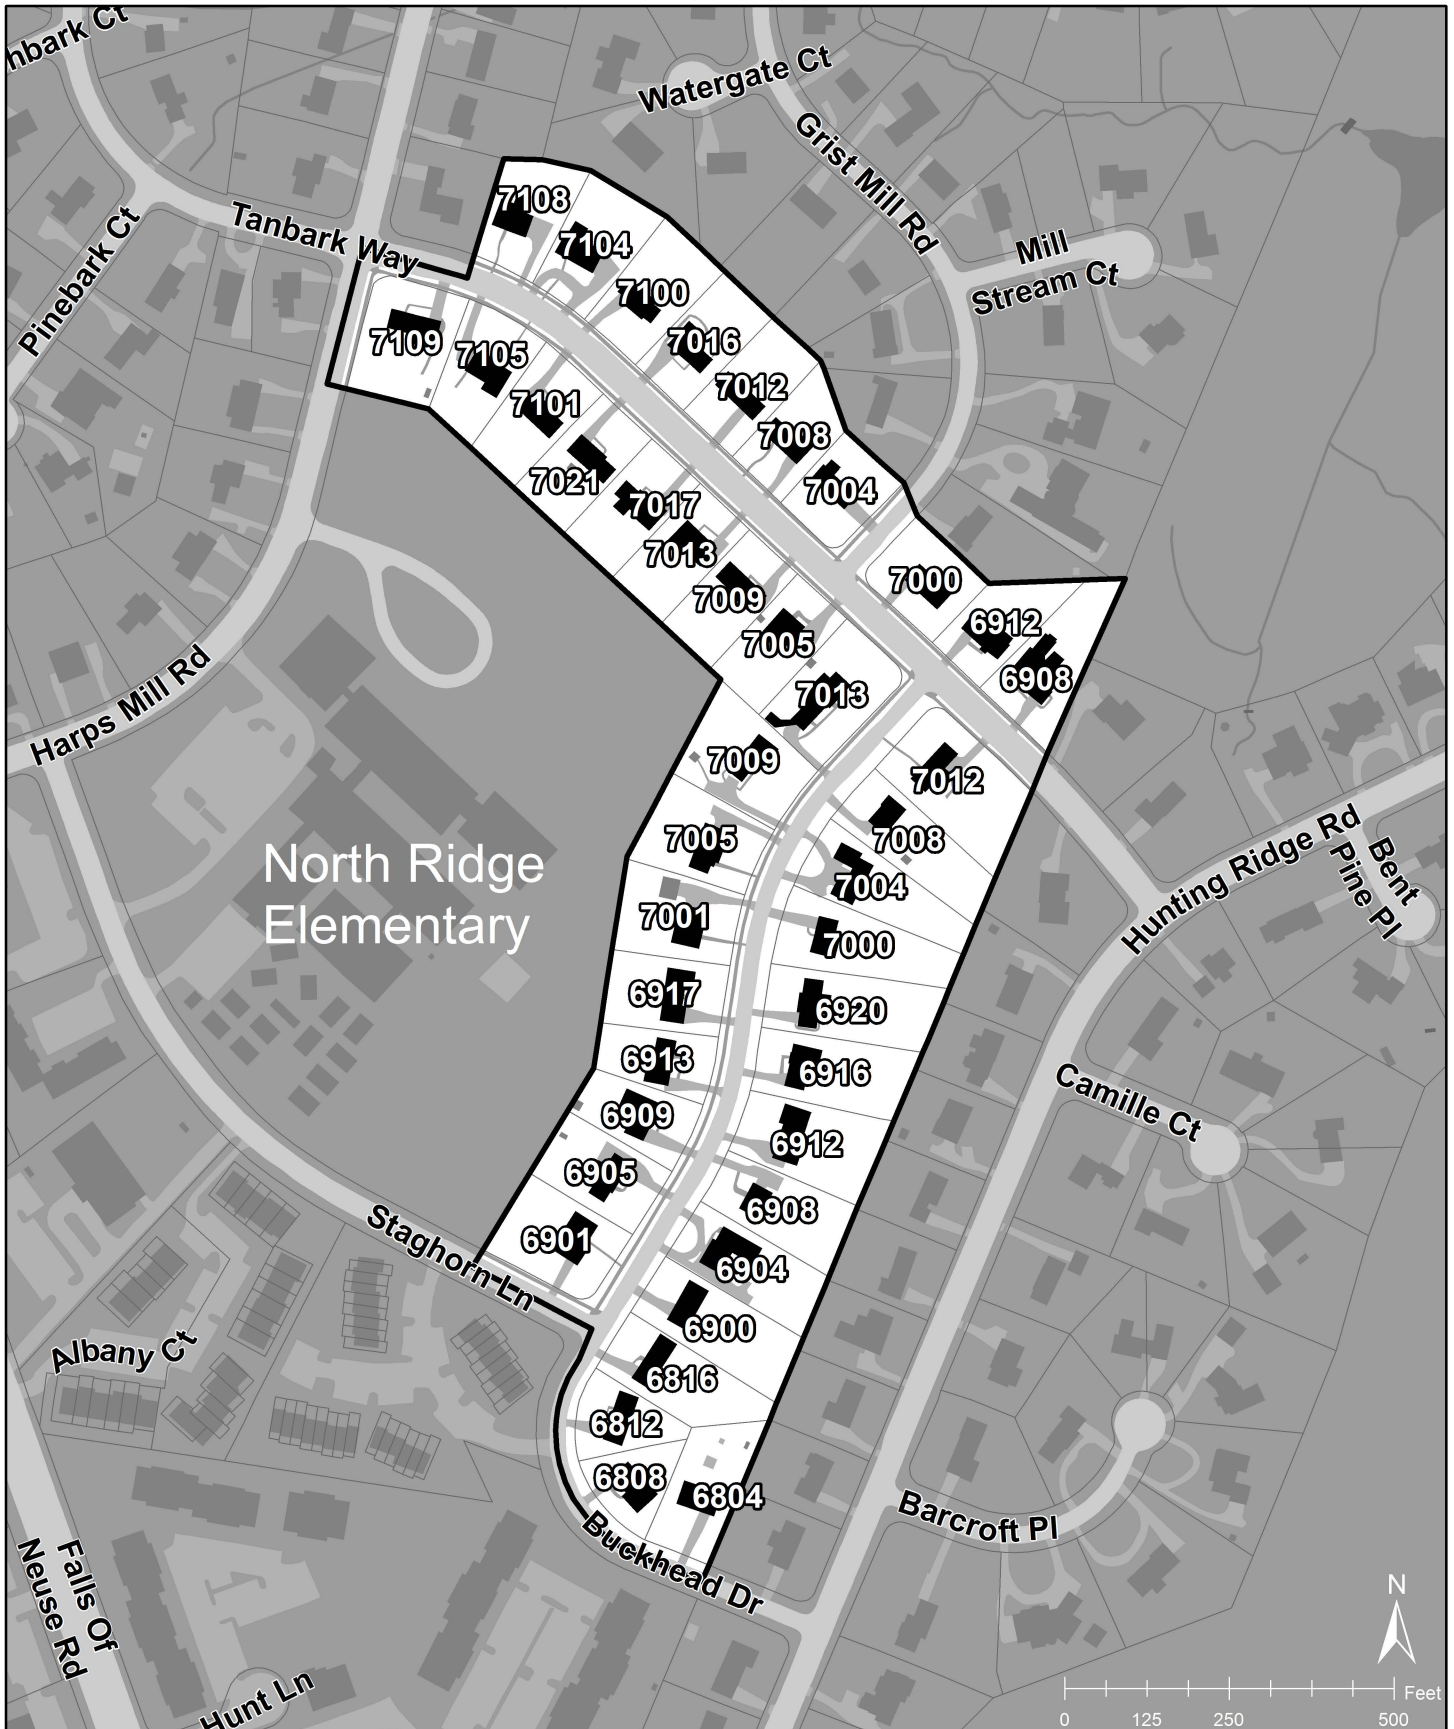 hbark Ct
Watergate Ct
Grist Mill Rd
Pinebark Ct
Tanbark Way
Mill
Stream Ct
7108
7104
7100
7109
7105
7016
7101
7012
7008
7021
7004
7017
7013
7009
7000
7005
6912
6908
Harps Mill Rd
7013
7009
7012
7005
7008
7004
North Ridge
Elementary
7001
7000
Hunting Ridge Rd
Bent
Pine Pl
6917
6920
6913
6916
6909
6912
Camille Ct
6905
6908
6901
6904
Staghorn Ln
6900
Albany Ct
6816
6812
6808
6804
Buckhead Dr
Barcroft Pl
Falls Of
Neuse Rd
Hunt Ln
N
Feet
0 125 250 500